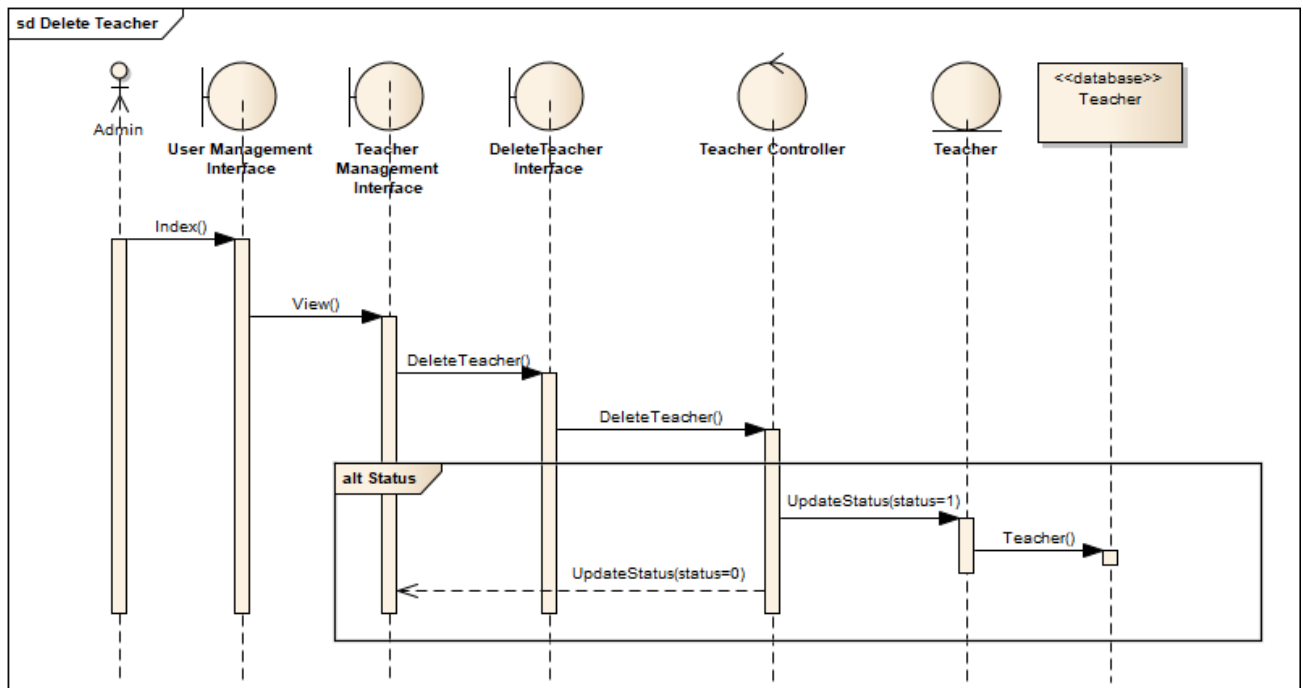 sd Delete Teacher
Admin
User Management
Interface
Teacher
Management
Interface
DeleteTeacher
Interface
Teacher Controller
Teacher
<<database>>
Teacher
Index()
View()
DeleteTeacher()
DeleteTeacher()
alt Status
UpdateStatus(status=1)
Teacher()
UpdateStatus(status=0)